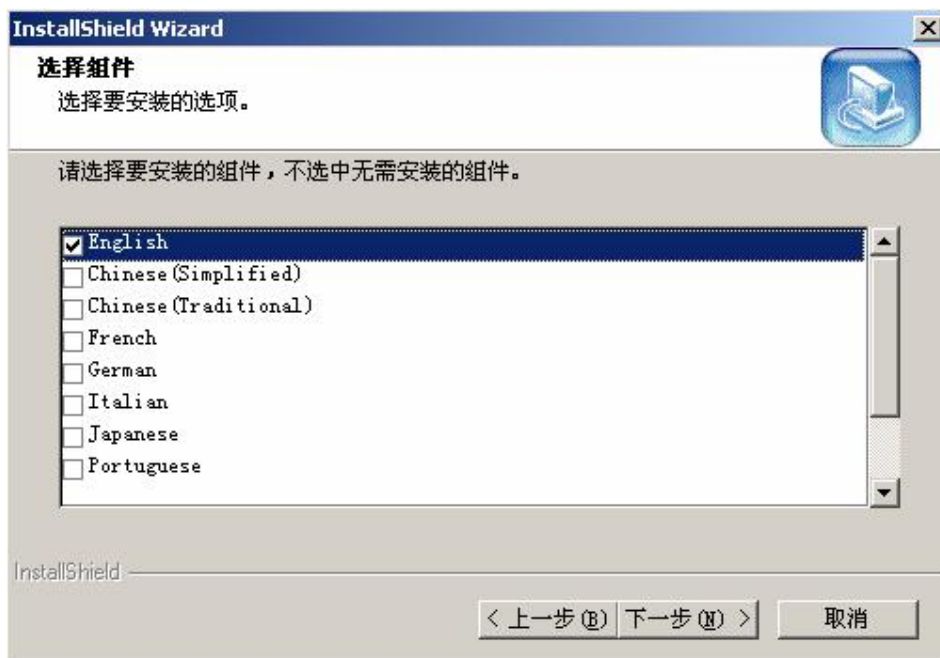 InstallShield Wizard
选择组件
选择要安装的选项。
请选择要安装的组件，不选中无需安装的组件。
English
Chinese(Simplified)
Chinese(Traditional)
French
German
Italian
Japanese
Portuguese
InstallShield
< 上一步(B) 下一步(N) > 取消